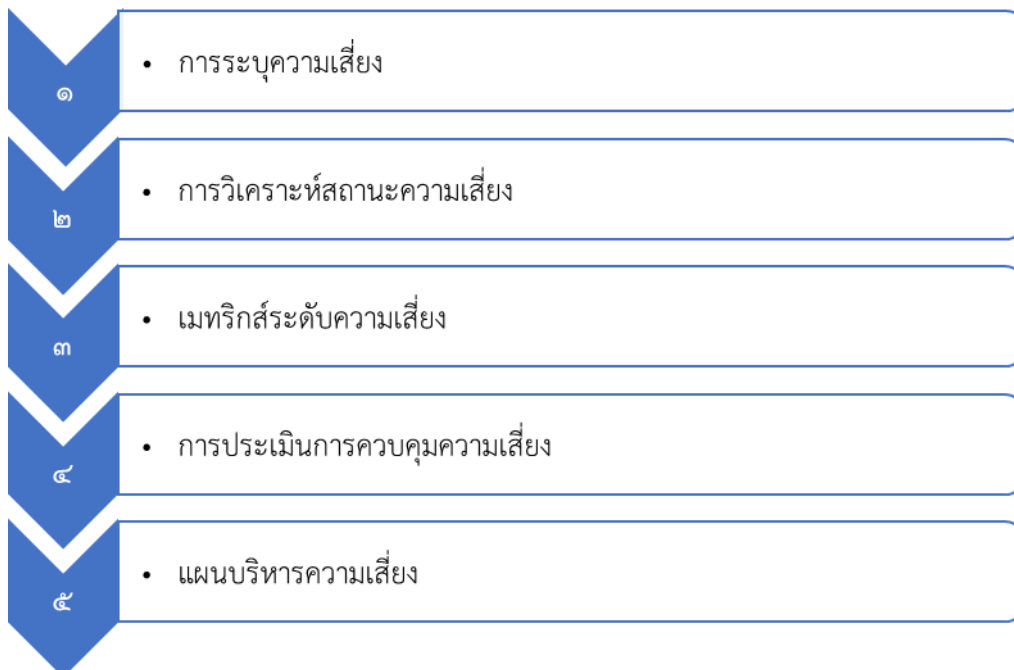 ๑
• การระบุความเสี่ยง
๒
• การวิเคราะห์สถานะความเสี่ยง
๓
• เมทริกส์ระดับความเสี่ยง
๔
• การประเมินการควบคุมความเสี่ยง
๕
• แผนบริหารความเสี่ยง